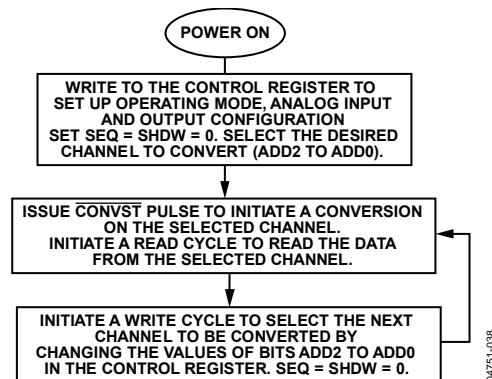 POWER ON
WRITE TO THE CONTROL REGISTER TO
SET UP OPERATING MODE, ANALOG INPUT
AND OUTPUT CONFIGURATION
SET SEQ = SHDW = 0. SELECT THE DESIRED
CHANNEL TO CONVERT (ADD2 TO ADD0).
ISSUE CONVST PULSE TO INITIATE A CONVERSION
ON THE SELECTED CHANNEL.
INITIATE A READ CYCLE TO READ THE DATA
FROM THE SELECTED CHANNEL.
INITIATE A WRITE CYCLE TO SELECT THE NEXT
CHANNEL TO BE CONVERTED BY
CHANGING THE VALUES OF BITS ADD2 TO ADD0
IN THE CONTROL REGISTER. SEQ = SHDW = 0.
04751-038